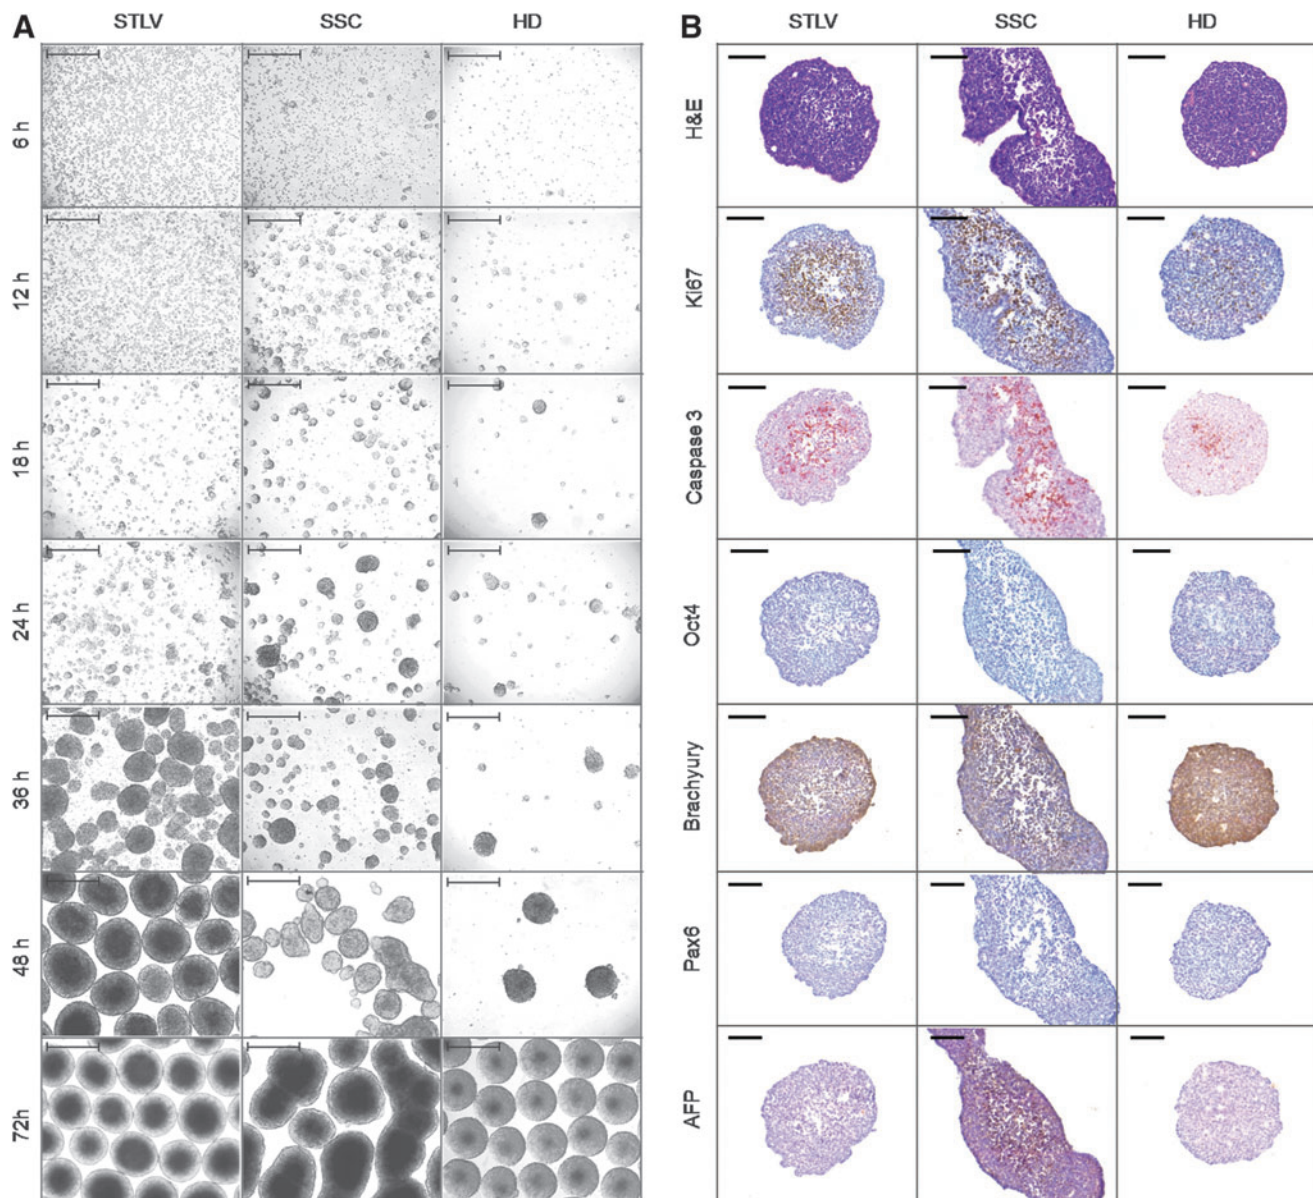 A STLV SSC HD
6 h
12 h
18 h
24 h
36 h
48 h
72h
B STLV SSC HD
H&E
Ki67
Caspase 3
Oct4
Brachyury
Pax6
AFP